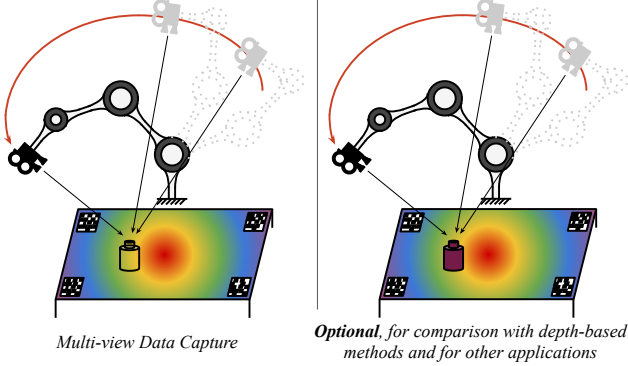 Multi-view Data Capture
Optional, for comparison with depth-based
methods and for other applications